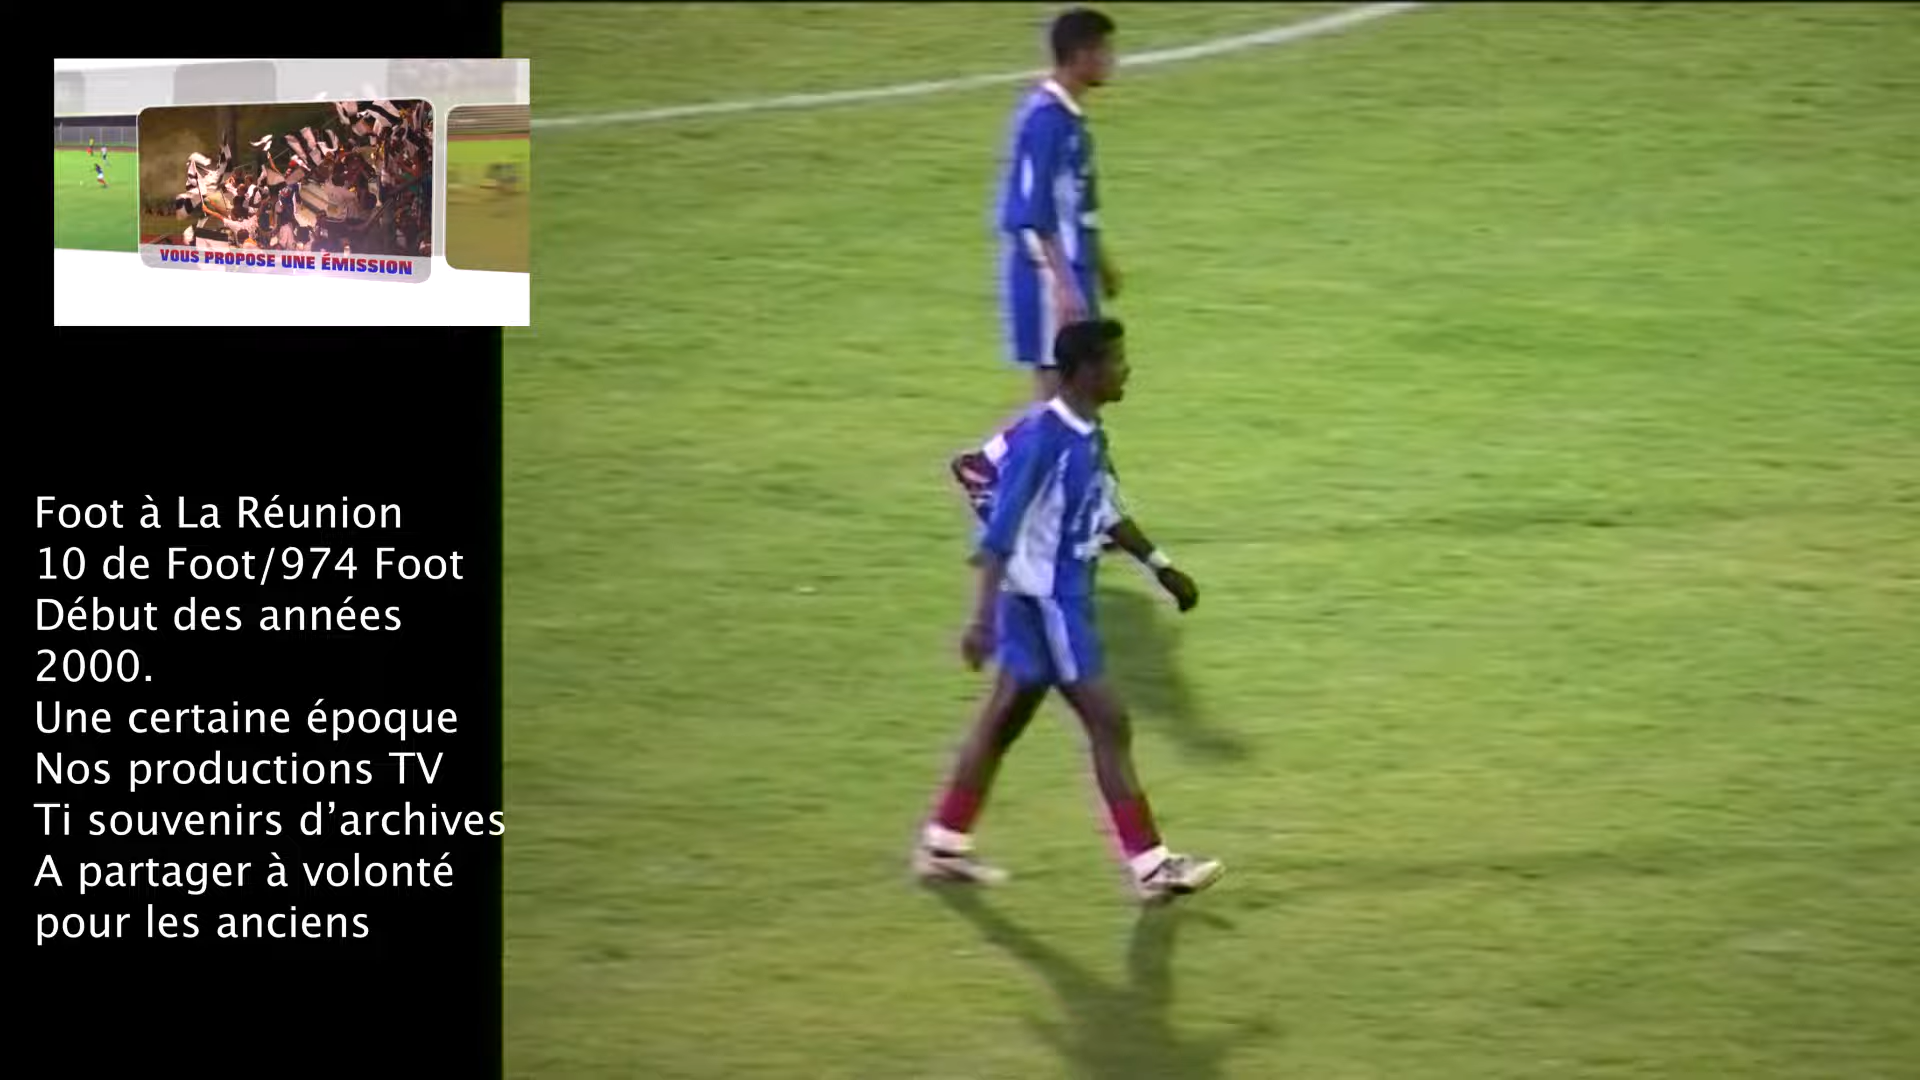 VOUS PROPOSE UNE ÉMISSION
Foot à La Réunion
10 de Foot/974 Foot
Début des années
2000.
Une certaine époque
Nos productions TV
Ti souvenirs d’archives
A partager à volonté
pour les anciens